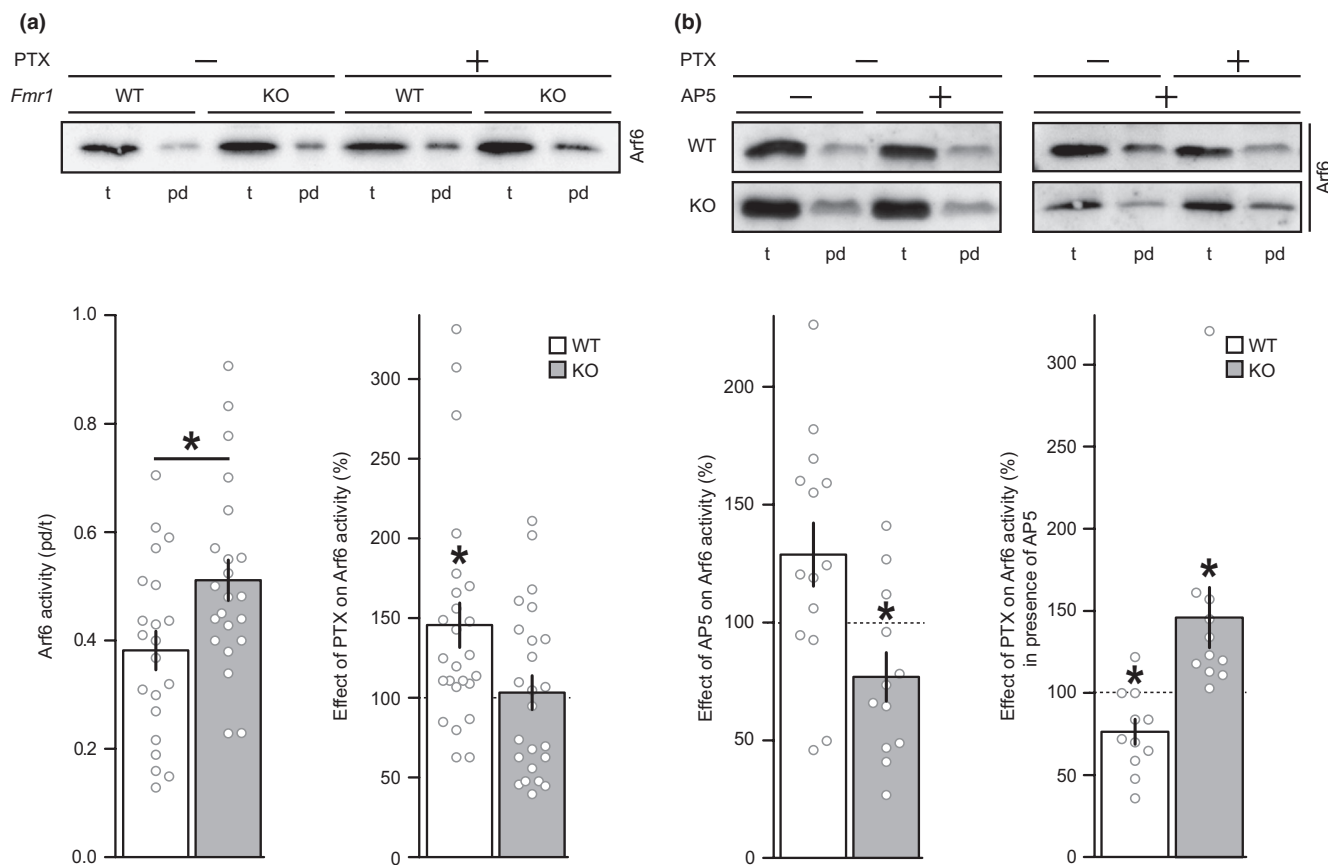 (a)
PTX − +
Fmr1 WT KO WT KO
Arf6
t pd t pd t pd t pd
Arf6 activity (pd/t)
1.0
0.8
0.6
0.4
0.2
0.0
*
Effect of PTX on Arf6 activity (%)
300
250
200
150
100
50
0
*
WT
KO
(b)
PTX − − +
AP5 − + +
WT
KO
Arf6
t pd t pd t pd t pd
Effect of AP5 on Arf6 activity (%)
200
150
100
50
0
*
Effect of PTX on Arf6 activity (%)
in presence of AP5
300
250
200
150
100
50
0
* *
WT
KO